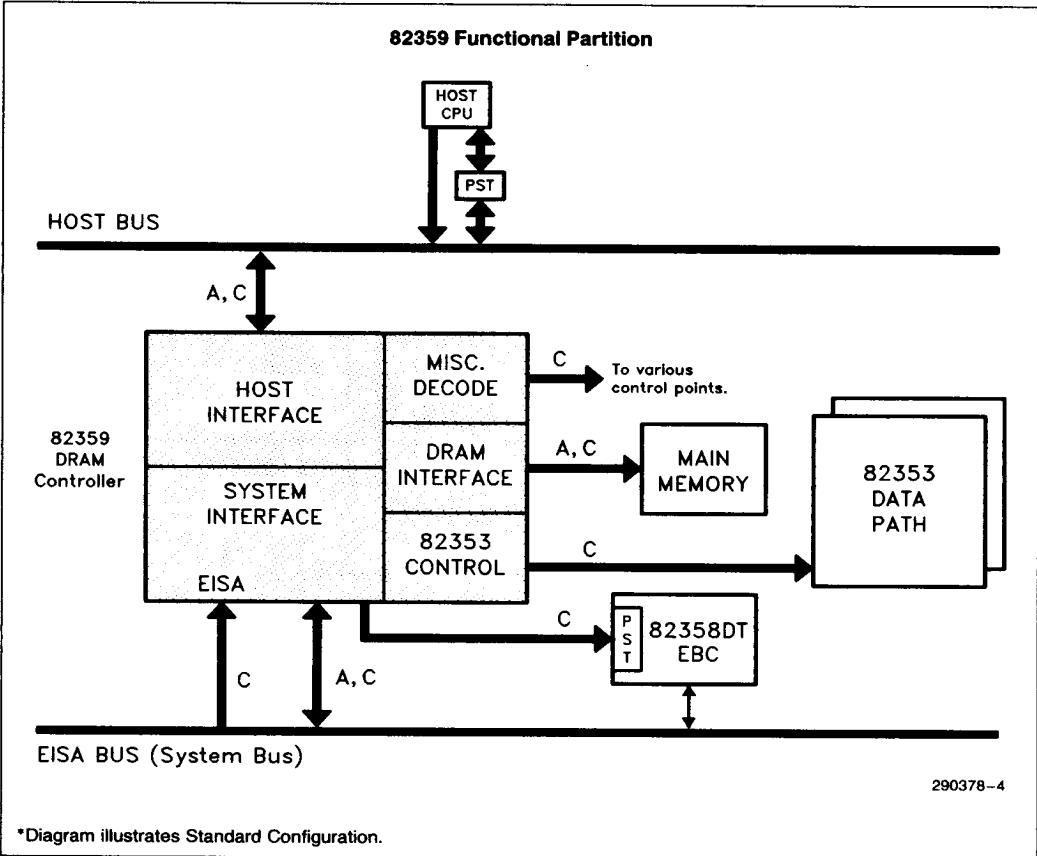 82359 Functional Partition
HOST
CPU
PST
HOST BUS
A, C
HOST
INTERFACE
MISC.
DECODE
C
To various
control points.
82359
DRAM
Controller
DRAM
INTERFACE
A, C
MAIN
MEMORY
82353
DATA
PATH
SYSTEM
INTERFACE
EISA
82353
CONTROL
C
C
P
S
T
82358DT
EBC
C
A, C
EISA BUS (System Bus)
290378-4
*Diagram illustrates Standard Configuration.